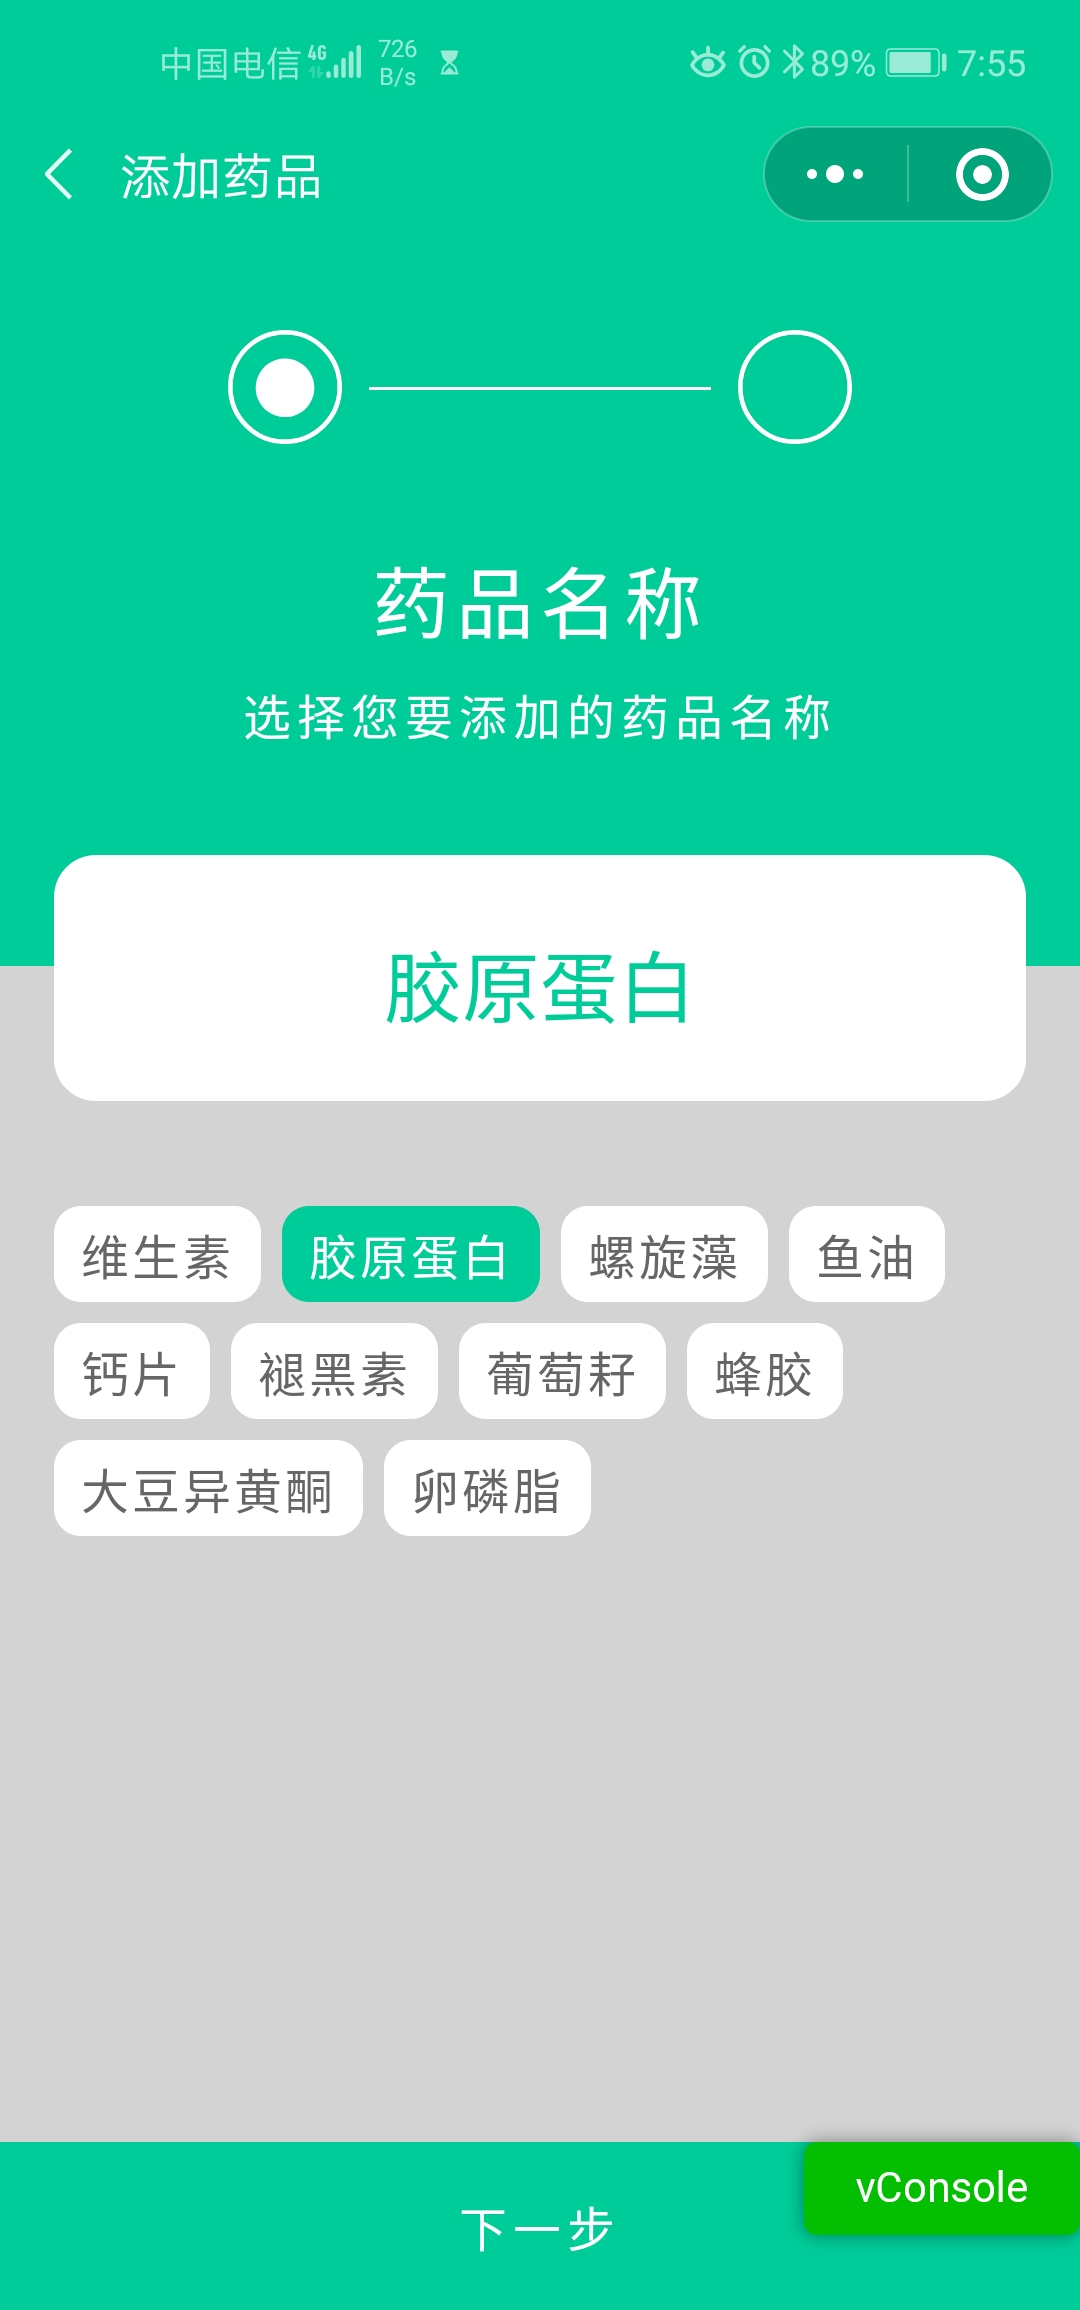 中国电信 4G 726 B/s 89% 7:55
添加药品
药品名称
选择您要添加的药品名称
胶原蛋白
维生素 胶原蛋白 螺旋藻 鱼油
钙片 褪黑素 葡萄籽 蜂胶
大豆异黄酮 卵磷脂
下一步
vConsole